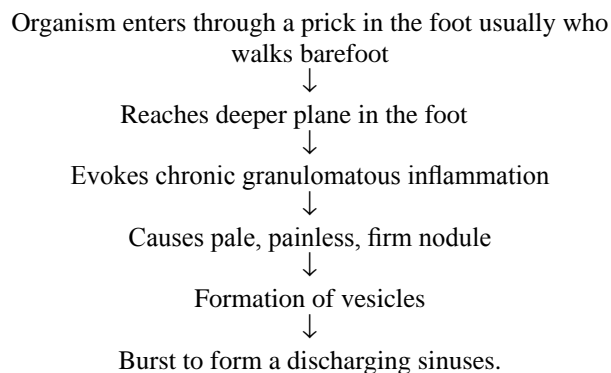 Organism enters through a prick in the foot usually who
walks barefoot
↓
Reaches deeper plane in the foot
↓
Evokes chronic granulomatous inflammation
↓
Causes pale, painless, firm nodule
↓
Formation of vesicles
↓
Burst to form a discharging sinuses.